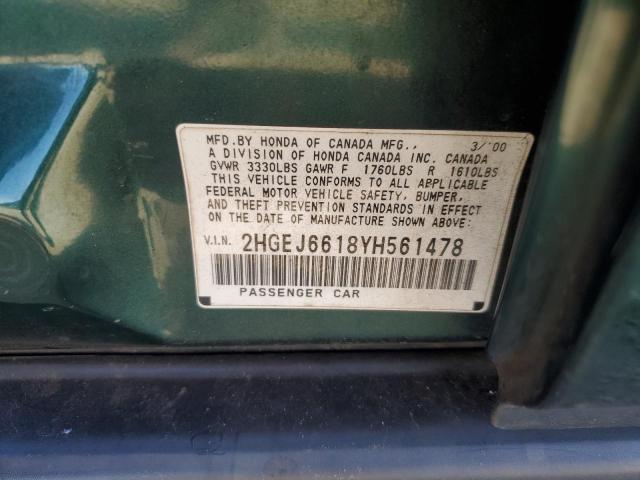 MFD.BY HONDA OF CANADA MFG., 3/'00
A DIVISION OF HONDA CANADA INC. CANADA
GVWR 3330LBS GAWR F 1760LBS R 1610LBS
THIS VEHICLE CONFORMS TO ALL APPLICABLE
FEDERAL MOTOR VEHICLE SAFETY, BUMPER,
AND THEFT PREVENTION STANDARDS IN EFFECT
ON THE DATE OF MANUFACTURE SHOWN ABOVE:
V.I.N. 2HGEJ6618YH561478
PASSENGER CAR